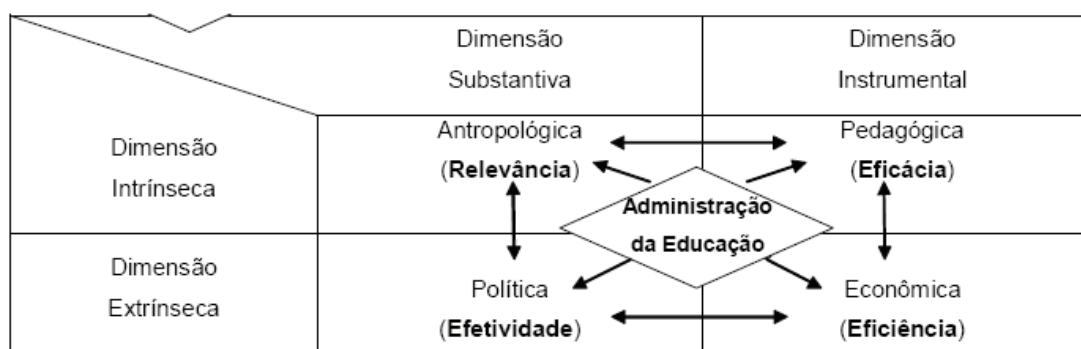 Dimensão
Substantiva
Dimensão
Instrumental
Dimensão
Intrínseca
Antropológica
(Relevância)
Pedagógica
(Eficácia)
Administração
da Educação
Dimensão
Extrínseca
Política
(Efetividade)
Econômica
(Eficiência)